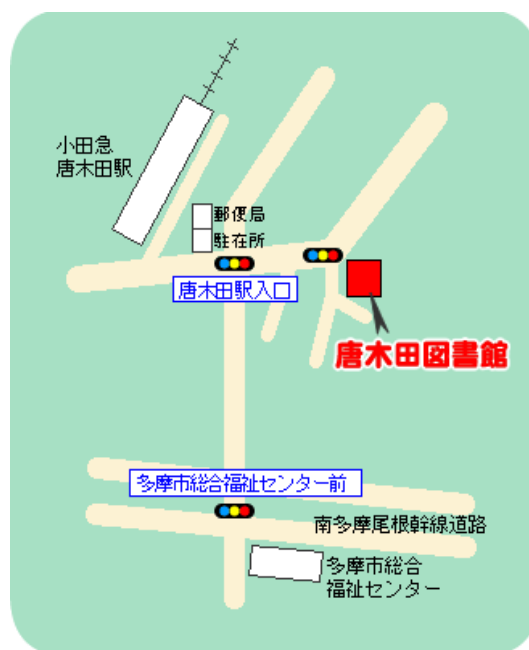 小田急
唐木田駅
郵便局
駐在所
唐木田駅入口
唐木田図書館
多摩市総合福祉センター前
南多摩尾根幹線道路
多摩市総合
福祉センター